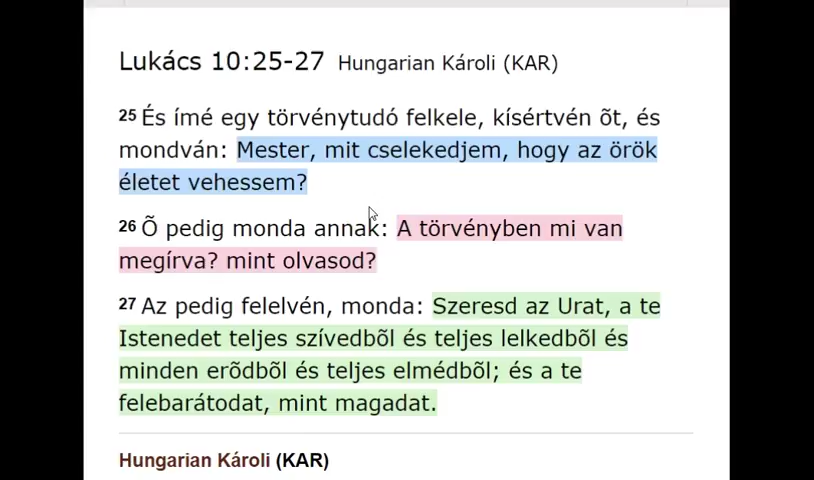 Lukács 10:25-27 Hungarian Károli (KAR)
25 És ímé egy törvénytudó felkele, kísértvén õt, és
mondván: Mester, mit cselekedjem, hogy az örök
életet vehessem?
26 Õ pedig monda annak: A törvényben mi van
megírva? mint olvasod?
27 Az pedig felelvén, monda: Szeresd az Urat, a te
Istenedet teljes szívedbõl és teljes lelkedbõl és
minden erõdbõl és teljes elmédbõl; és a te
felebarátodat, mint magadat.
Hungarian Károli (KAR)